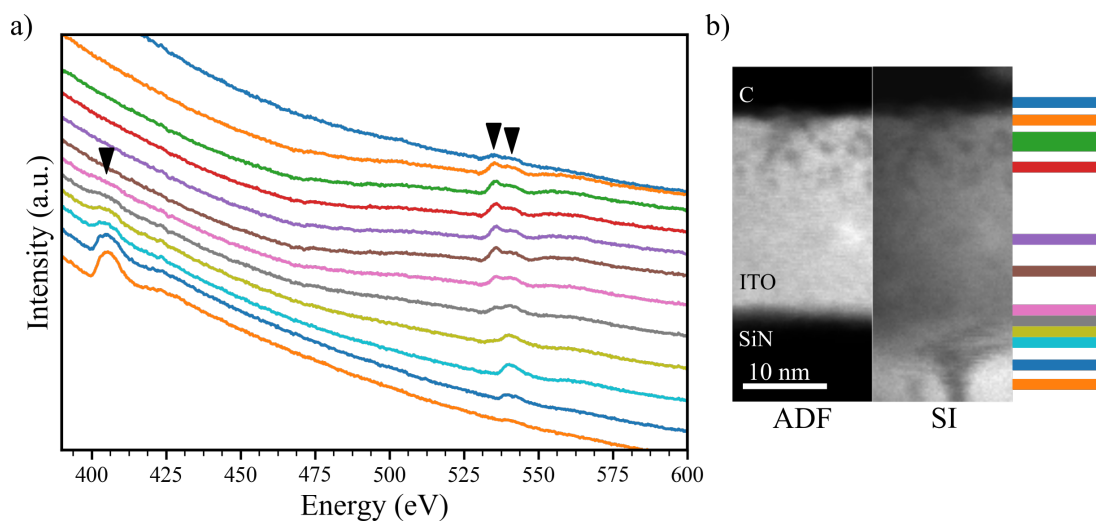 a)
Intensity (a.u.)
400 425 450 475 500 525 550 575 600
Energy (eV)
b)
C
ITO
SiN
10 nm
ADF SI